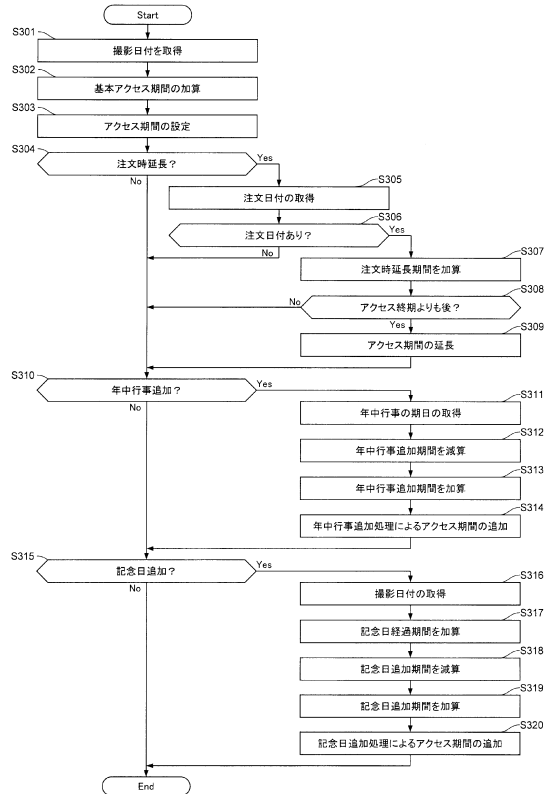 Start
S301
撮影日付を取得
S302
基本アクセス期間の加算
S303
アクセス期間の設定
S304
注文時延長？
Yes
No
S305
注文日付の取得
S306
注文日付あり？
Yes
No
S307
注文時延長期間を加算
S308
アクセス終期よりも後？
No
Yes
S309
アクセス期間の延長
S310
年中行事追加？
Yes
No
S311
年中行事の期日の取得
S312
年中行事追加期間を減算
S313
年中行事追加期間を加算
S314
年中行事追加処理によるアクセス期間の追加
S315
記念日追加？
Yes
No
S316
撮影日付の取得
S317
記念日経過期間を加算
S318
記念日追加期間を減算
S319
記念日追加期間を加算
S320
記念日追加処理によるアクセス期間の追加
End